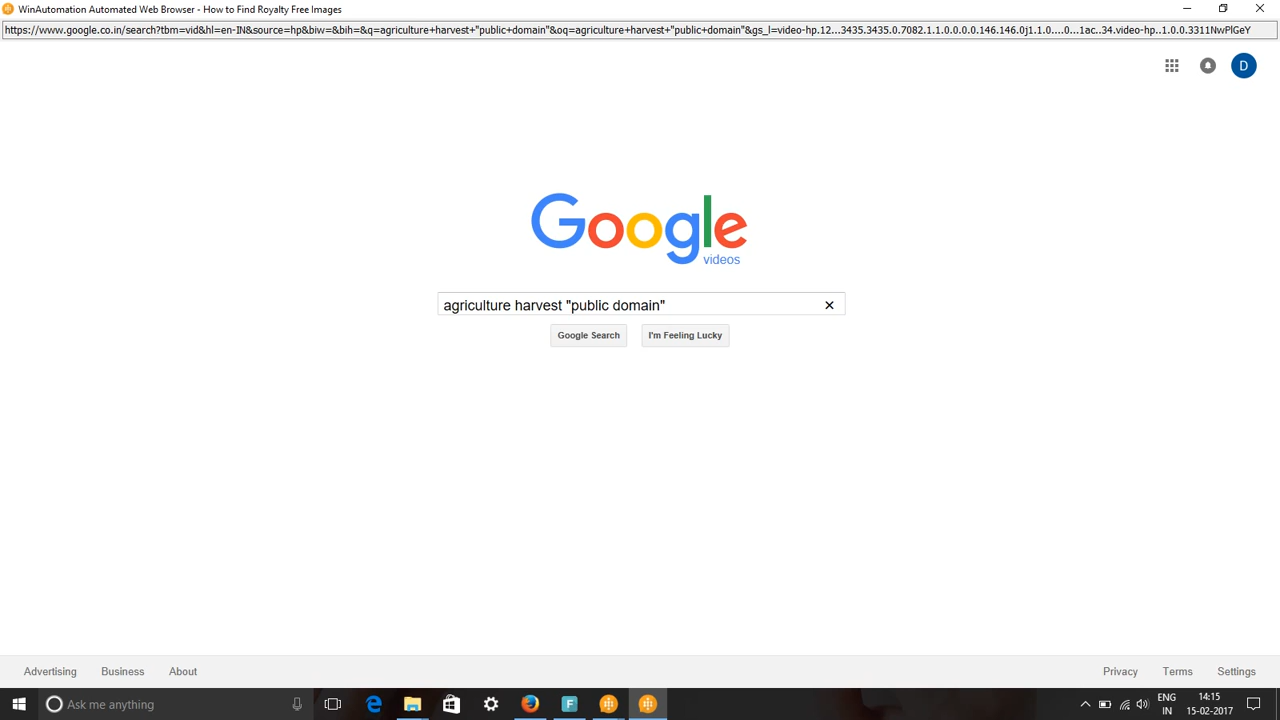 WinAutomation Automated Web Browser - How to Find Royalty Free Images
https://www.google.co.in/search?tbm=vid&hl=en-IN&source=hp&biw=&bih=&q=agriculture+harvest+"public+domain"&oq=agriculture+harvest+"public+domain"&gs_l=video-hp.12...3435.3435.0.7082.1.1.0.0.0.0.146.146.0j1.1.0....0...1ac..34.video-hp..1.0.0.3311NwPlGeY
D
Google
videos
agriculture harvest "public domain"
Google Search I'm Feeling Lucky
Advertising Business About Privacy Terms Settings
Ask me anything
ENG 14:15
IN 15-02-2017